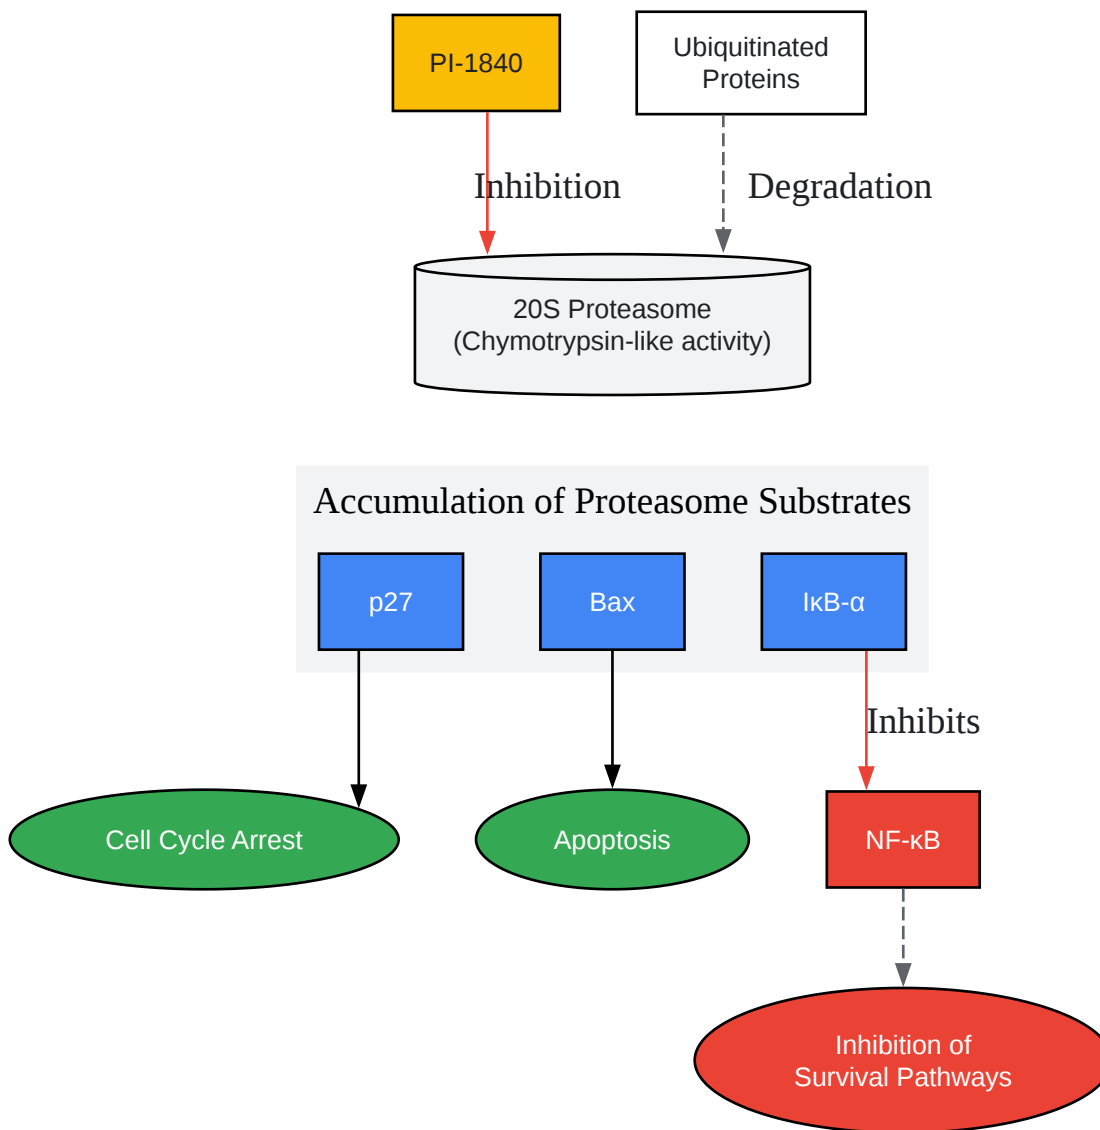 PI-1840
Ubiquitinated
Proteins
Inhibition
Degradation
20S Proteasome
(Chymotrypsin-like activity)
Accumulation of Proteasome Substrates
p27
Bax
IκB-α
Inhibits
Cell Cycle Arrest
Apoptosis
NF-κB
Inhibition of
Survival Pathways